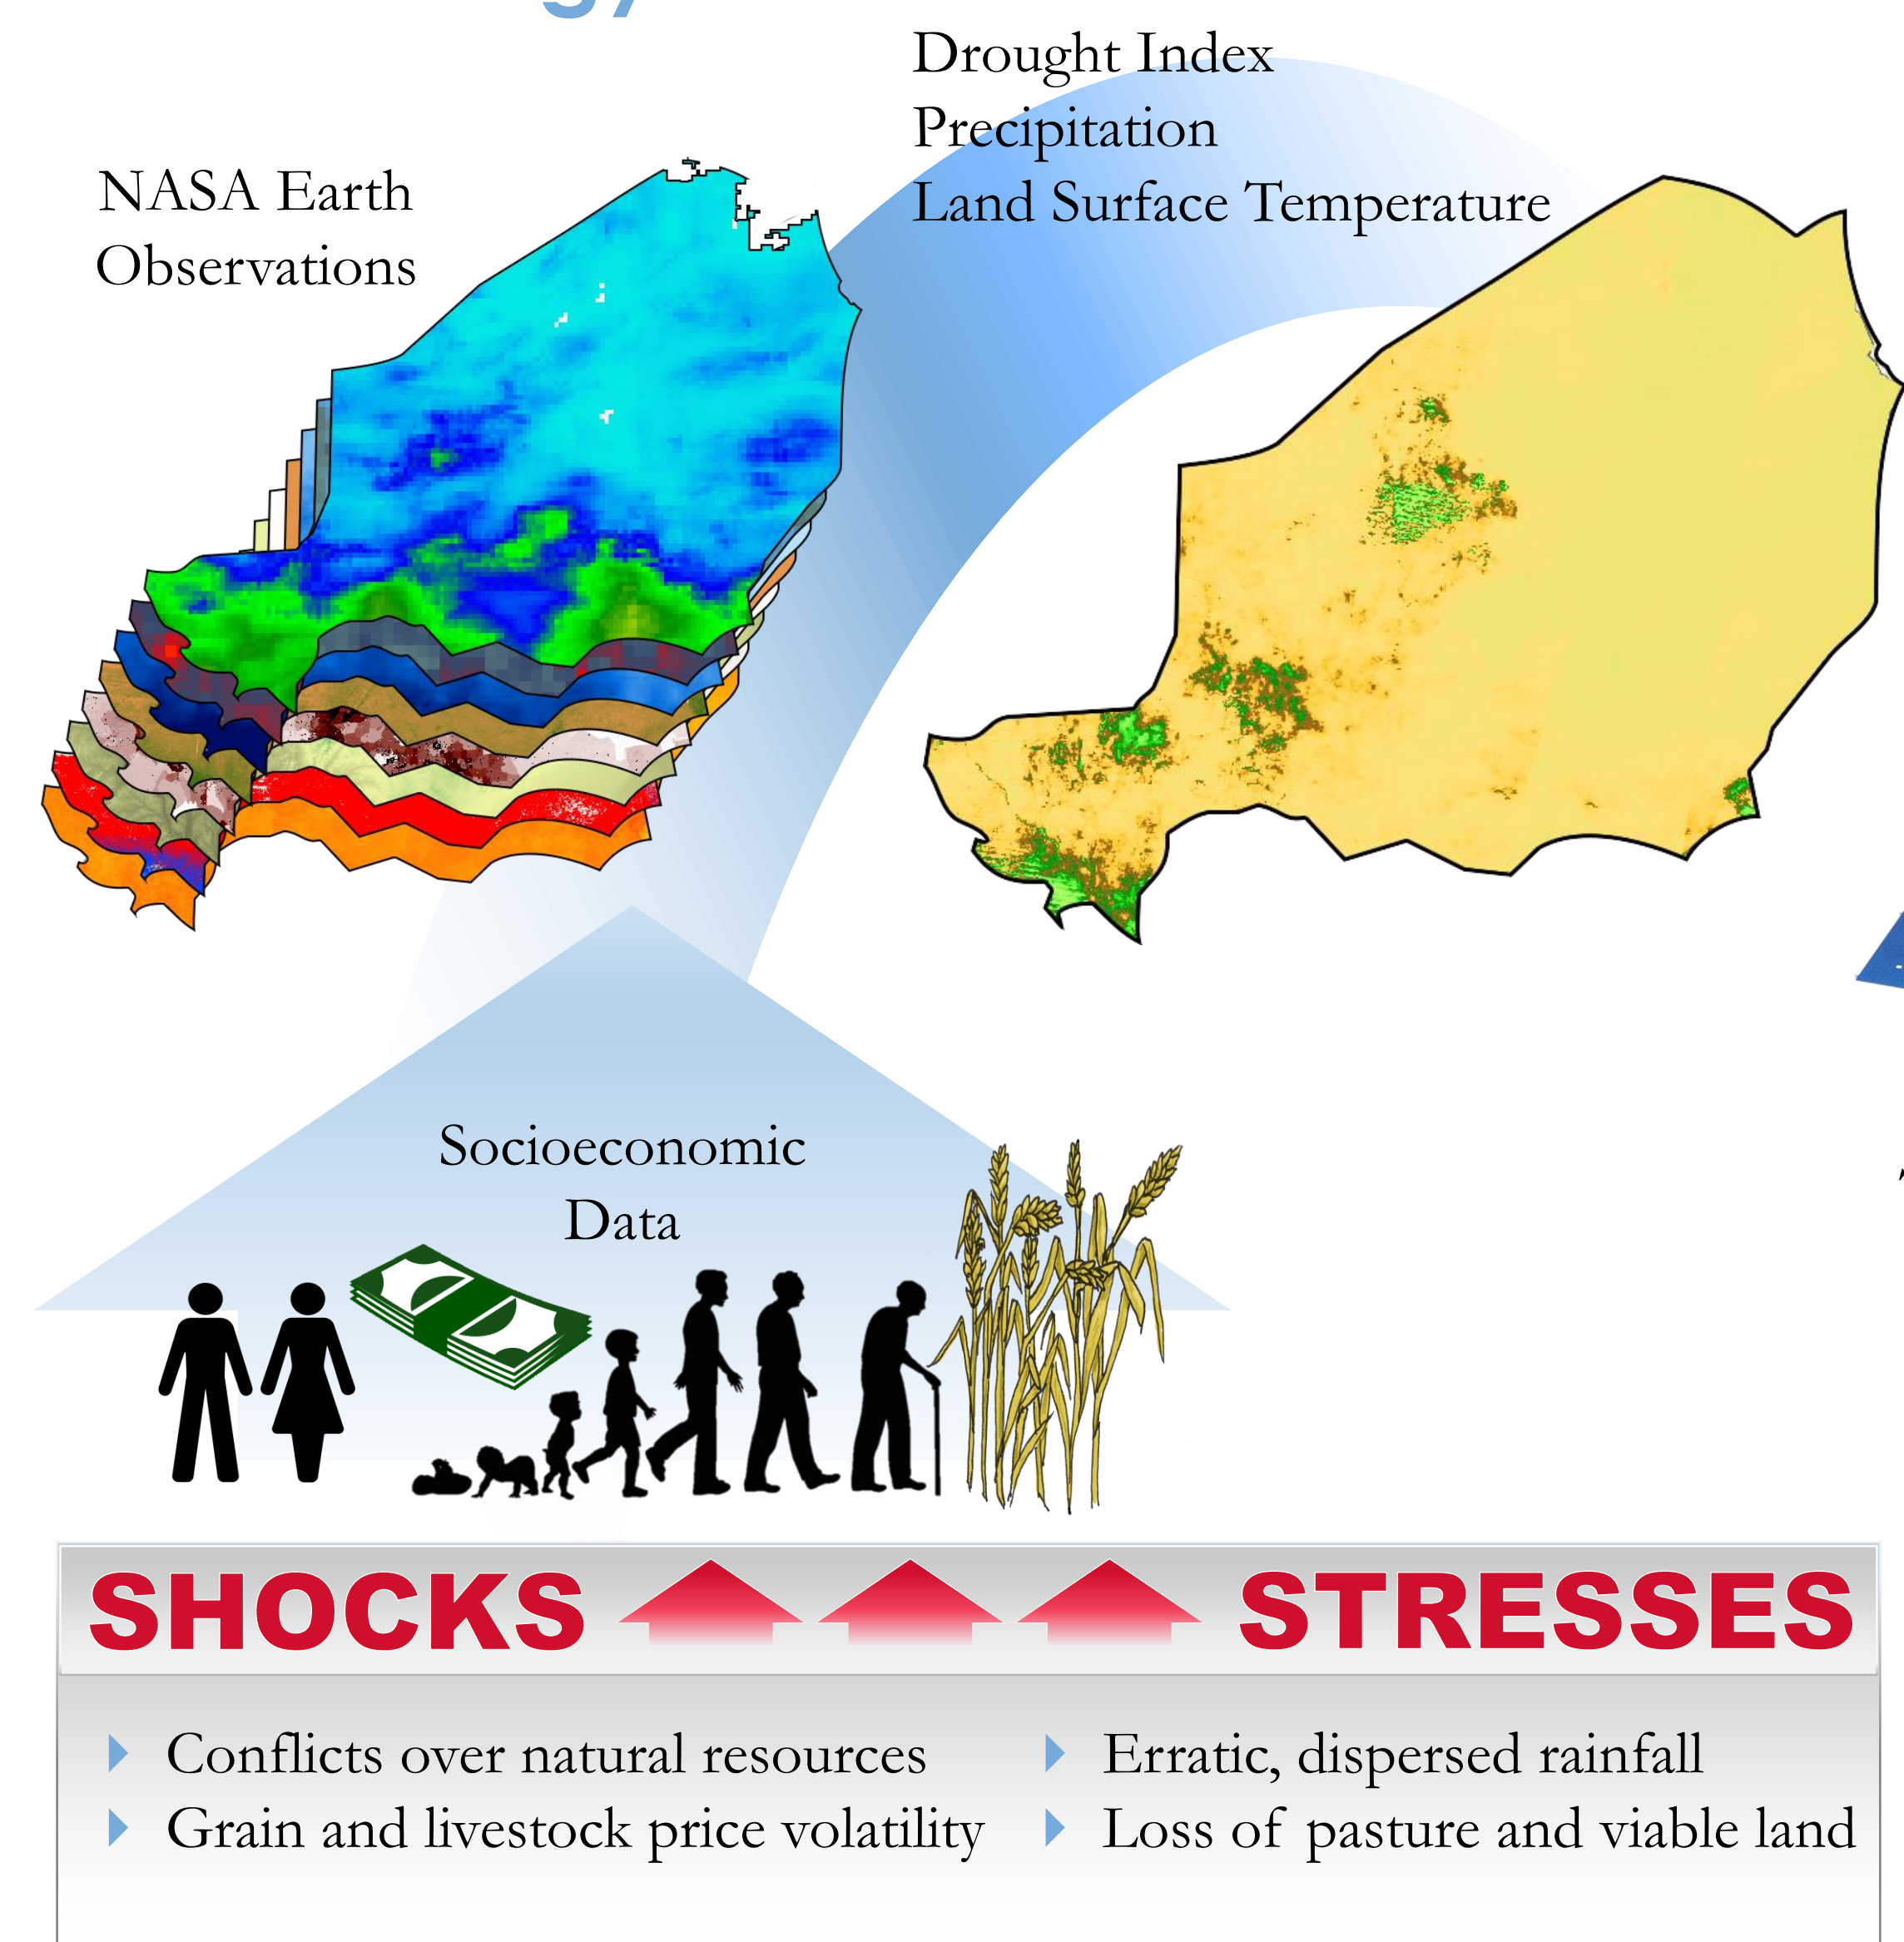 NASA Earth
Observations
Drought Index
Precipitation
Land Surface Temperature
Socioeconomic
Data
SHOCKS STRESSES
Conflicts over natural resources
Grain and livestock price volatility
Erratic, dispersed rainfall
Loss of pasture and viable land